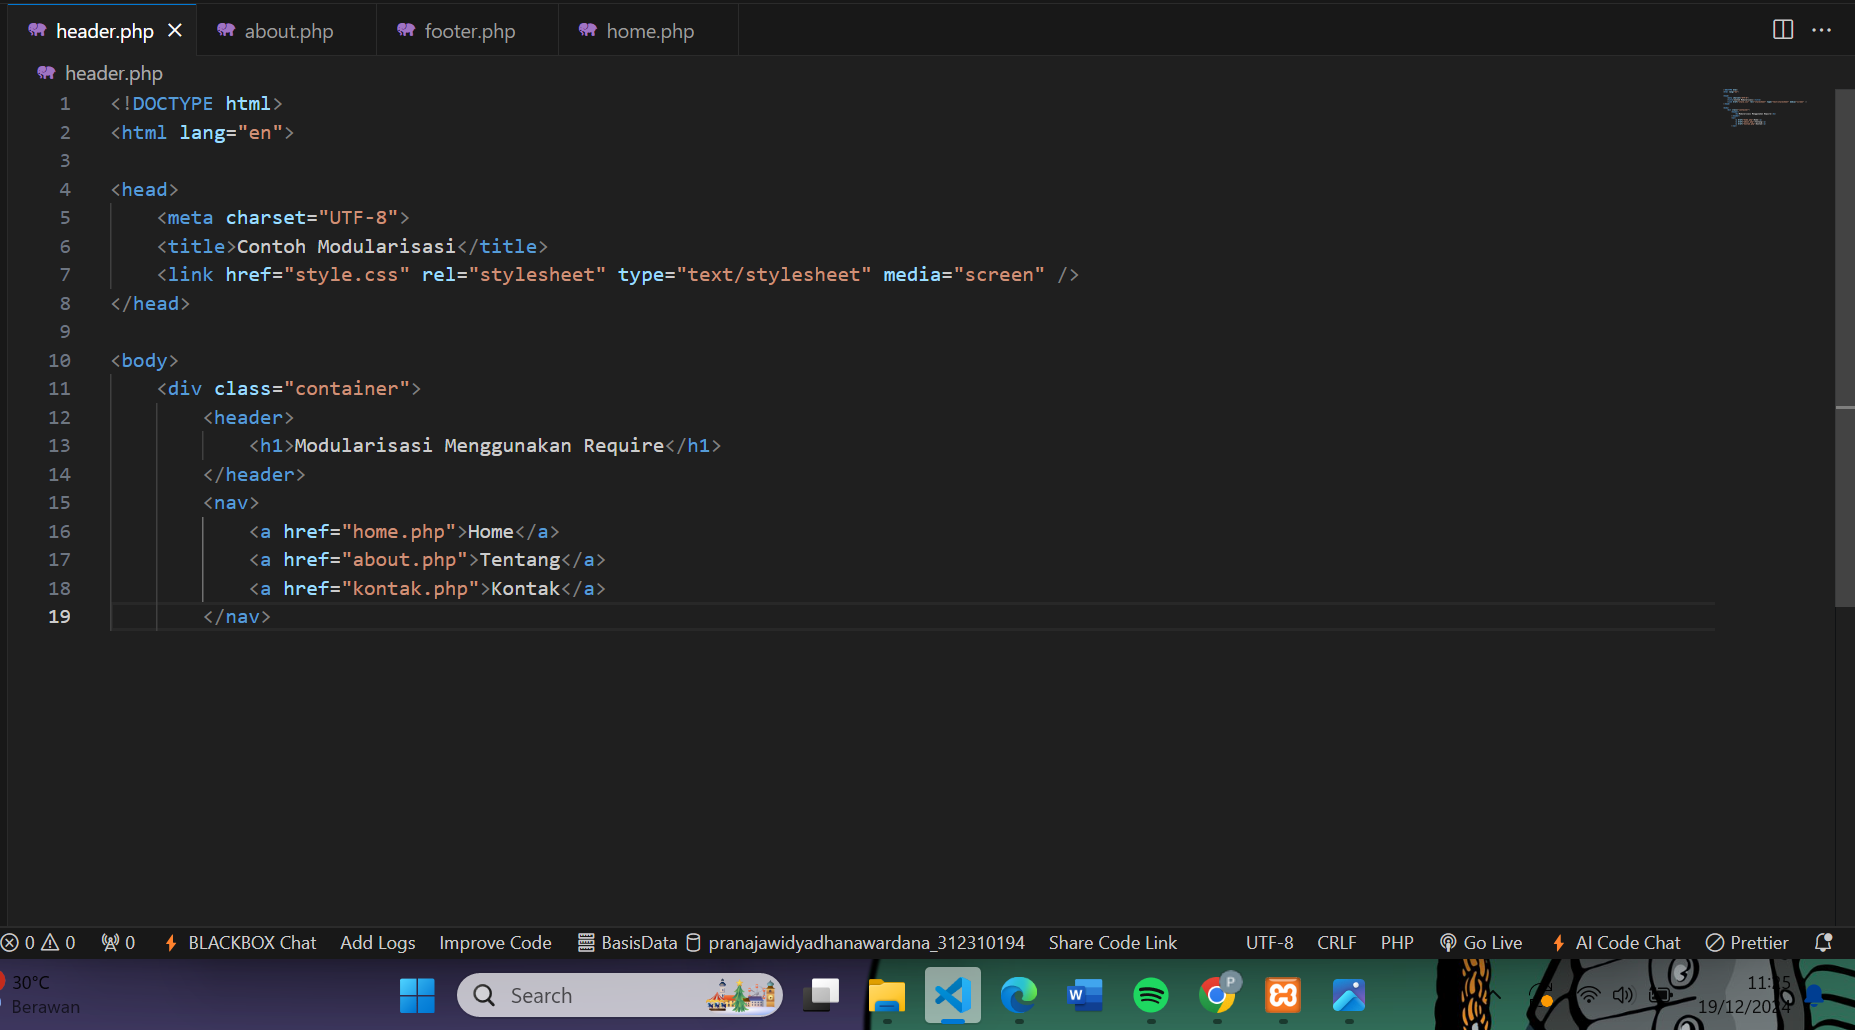 header.php
about.php
footer.php
home.php
header.php
1 <!DOCTYPE html>
2 <html lang="en">
3
4 <head>
5     <meta charset="UTF-8">
6     <title>Contoh Modularisasi</title>
7     <link href="style.css" rel="stylesheet" type="text/stylesheet" media="screen" />
8 </head>
9
10 <body>
11     <div class="container">
12         <header>
13             <h1>Modularisasi Menggunakan Require</h1>
14         </header>
15         <nav>
16             <a href="home.php">Home</a>
17             <a href="about.php">Tentang</a>
18             <a href="kontak.php">Kontak</a>
19         </nav>
0 0 0 BLACKBOX Chat Add Logs Improve Code BasisData pranajawidyadhanawardana_312310194 Share Code Link UTF-8 CRLF PHP Go Live AI Code Chat Prettier
30°C
Berawan
Search
W
P
19/12/2024